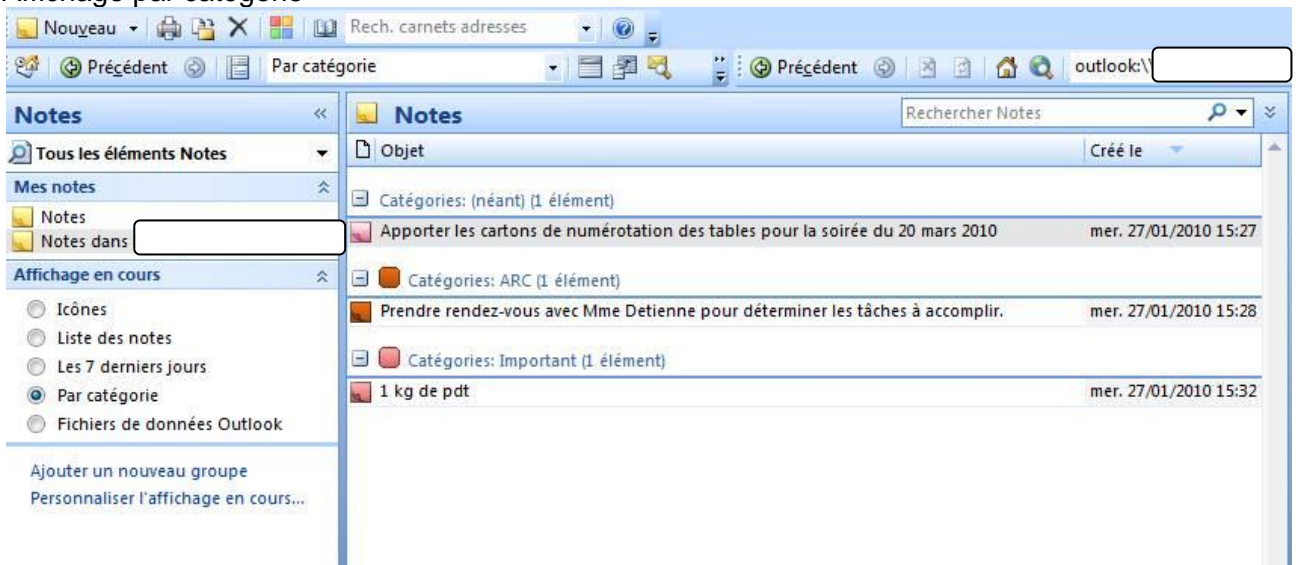 Affichage par catégorie
Nouveau
Rech. carnets adresses
Précédent
Par catégorie
Précédent
outlook:\\
Notes
Notes
Rechercher Notes
Tous les éléments Notes
Objet
Créé le
Mes notes
Notes
Notes dans
Affichage en cours
Icônes
Liste des notes
Les 7 derniers jours
Par catégorie
Fichiers de données Outlook
Ajouter un nouveau groupe
Personnaliser l'affichage en cours...
Catégories: (néant) (1 élément)
Apporter les cartons de numérotation des tables pour la soirée du 20 mars 2010 mer. 27/01/2010 15:27
Catégories: ARC (1 élément)
Prendre rendez-vous avec Mme Detienne pour déterminer les tâches à accomplir. mer. 27/01/2010 15:28
Catégories: Important (1 élément)
1 kg de pdt mer. 27/01/2010 15:32